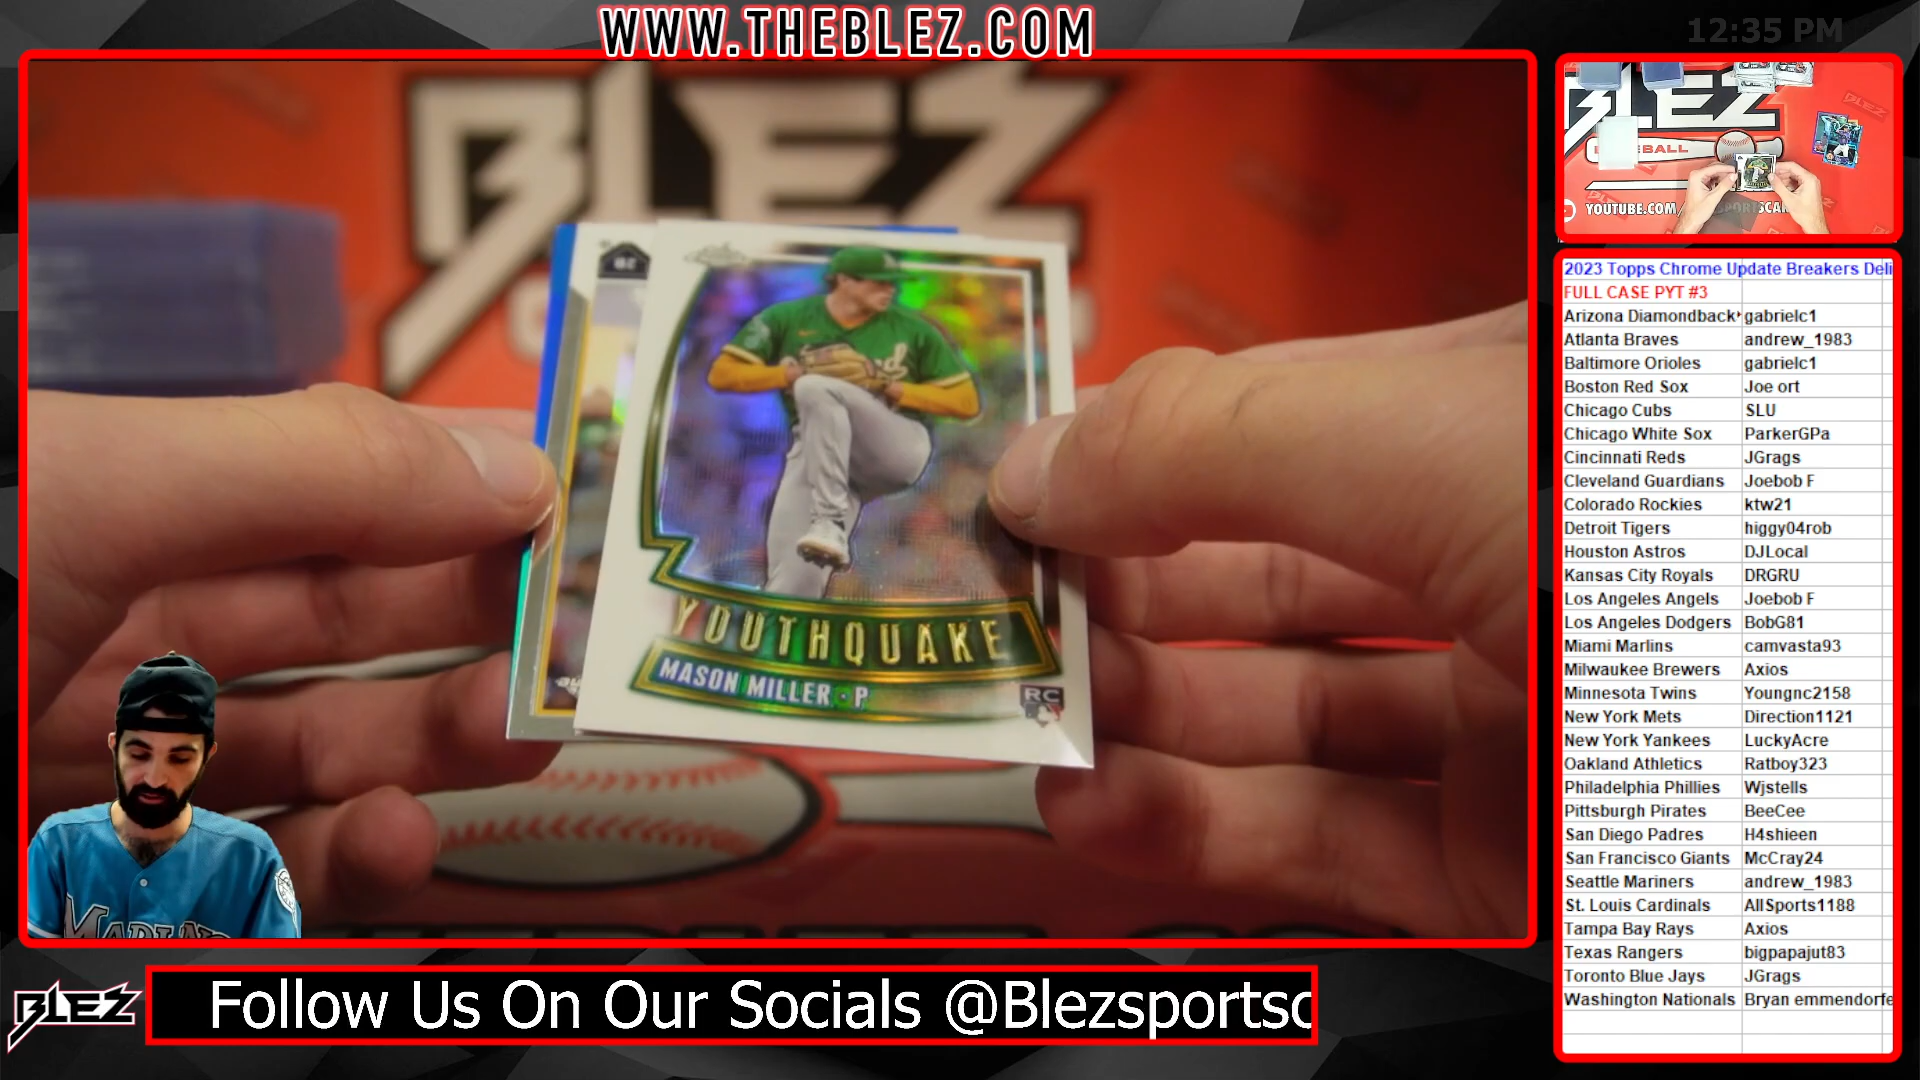 WWW.THEBLEZ.COM
12:35 PM
BLEZ
YOUTHQUAKE
MASON MILLER • P
RC
BLEZ
BLEZ
YOUTUBE.COM
2023 Topps Chrome Update Breakers Deli
FULL CASE PYT #3
Arizona Diamondback gabrielc1
Atlanta Braves andrew_1983
Baltimore Orioles gabrielc1
Boston Red Sox Joe ort
Chicago Cubs SLU
Chicago White Sox ParkerGPa
Cincinnati Reds JGrags
Cleveland Guardians Joebob F
Colorado Rockies ktw21
Detroit Tigers higgy04rob
Houston Astros DJLocal
Kansas City Royals DRGRU
Los Angeles Angels Joebob F
Los Angeles Dodgers BobG81
Miami Marlins camvasta93
Milwaukee Brewers Axios
Minnesota Twins Youngnc2158
New York Mets Direction1121
New York Yankees LuckyAcre
Oakland Athletics Ratboy323
Philadelphia Phillies Wjstells
Pittsburgh Pirates BeeCee
San Diego Padres H4shieen
San Francisco Giants McCray24
Seattle Mariners andrew_1983
St. Louis Cardinals AllSports1188
Tampa Bay Rays Axios
Texas Rangers bigpapajut83
Toronto Blue Jays JGrags
Washington Nationals Bryan emmendorfe
BLEZ
Follow Us On Our Socials @Blezsportsc